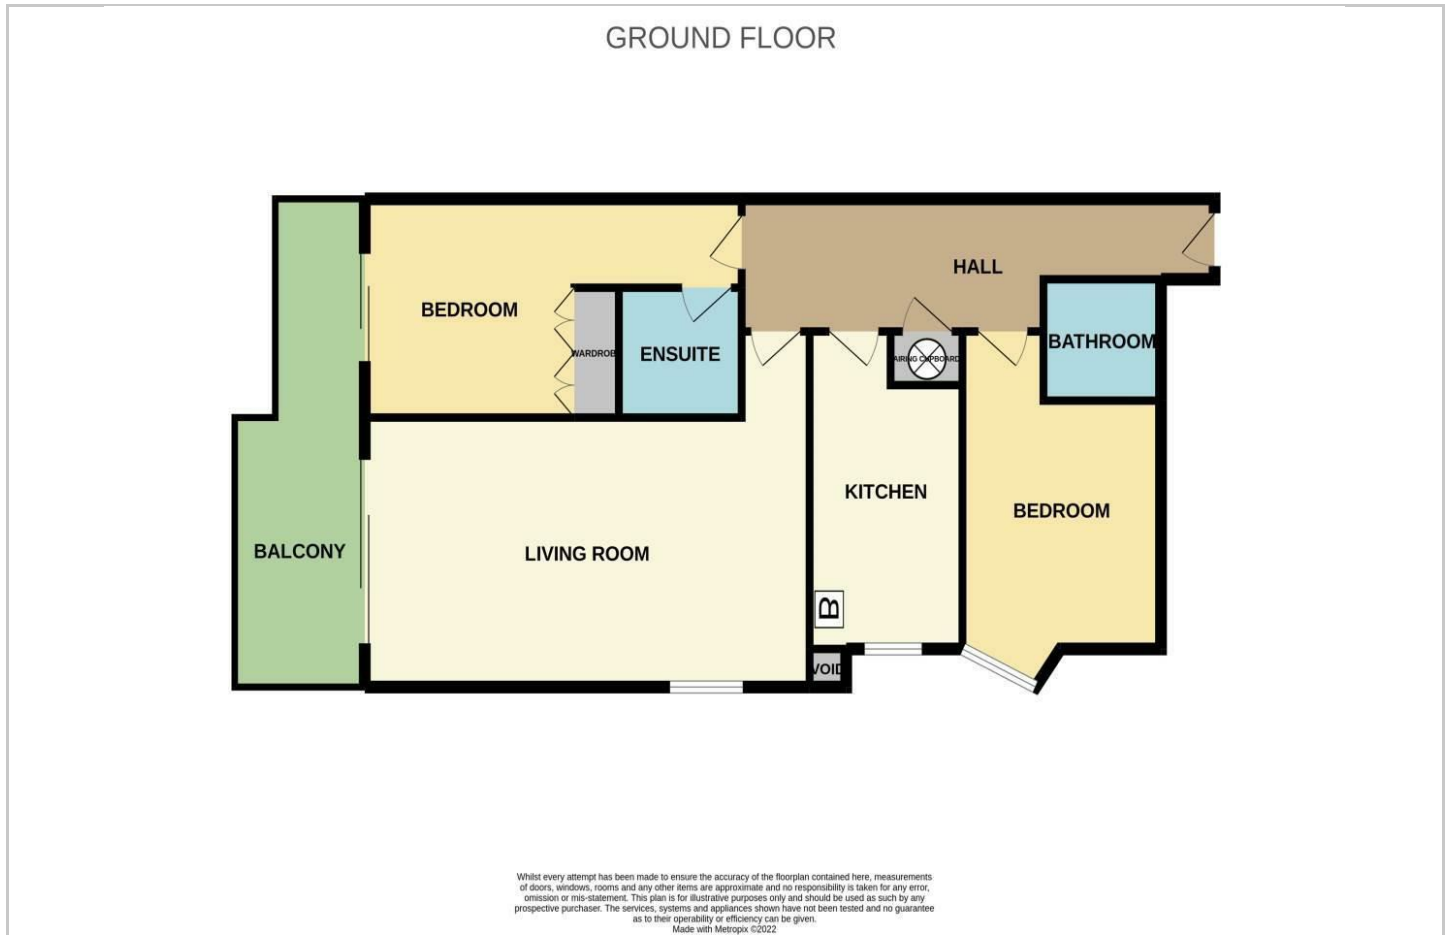 GROUND FLOOR
HALL
BEDROOM
BATHROOM
WARDROB
ENSUITE
AIRING CUPBOARD
KITCHEN
BEDROOM
BALCONY
LIVING ROOM
B
VOID
Whilst every attempt has been made to ensure the accuracy of the floorplan contained here, measurements
of doors, windows, rooms and any other items are approximate and no responsibility is taken for any error,
omission or mis-statement. This plan is for illustrative purposes only and should be used as such by any
prospective purchaser. The services, systems and appliances shown have not been tested and no guarantee
as to their operability or efficiency can be given.
Made with Metropix ©2022